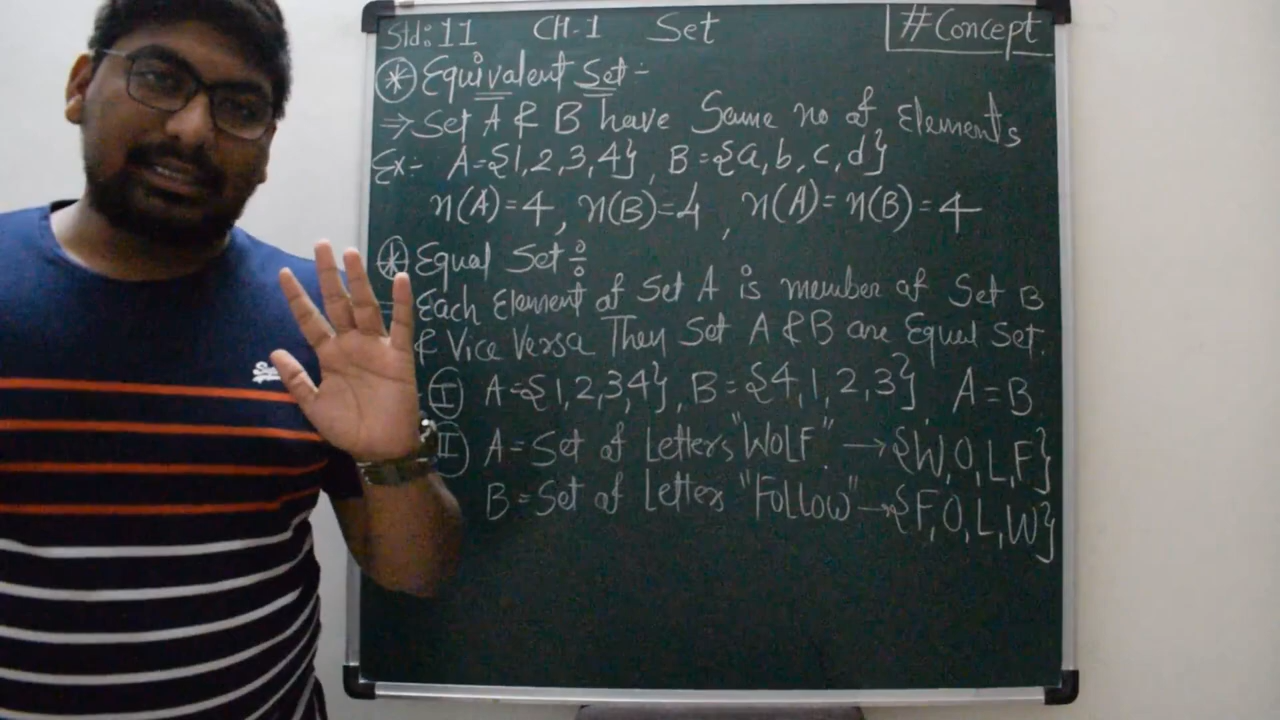 Std:11 CH.1 Set #Concept
* Equivalent Set:-
⇒ Set A & B have Same no of Elements
Ex:- A={1,2,3,4}, B={a,b,c,d}
n(A)=4, n(B)=4, n(A)=n(B)=4
* Equal Set:-
Each Element of Set A is member of Set B
& Vice Versa They Set A & B are Equal Set.
I A={1,2,3,4}, B={4,1,2,3}, A=B
II A=Set of Letters "WOLF" → {W,O,L,F}
B=Set of Letters "FOLLOW" → {F,O,L,W}